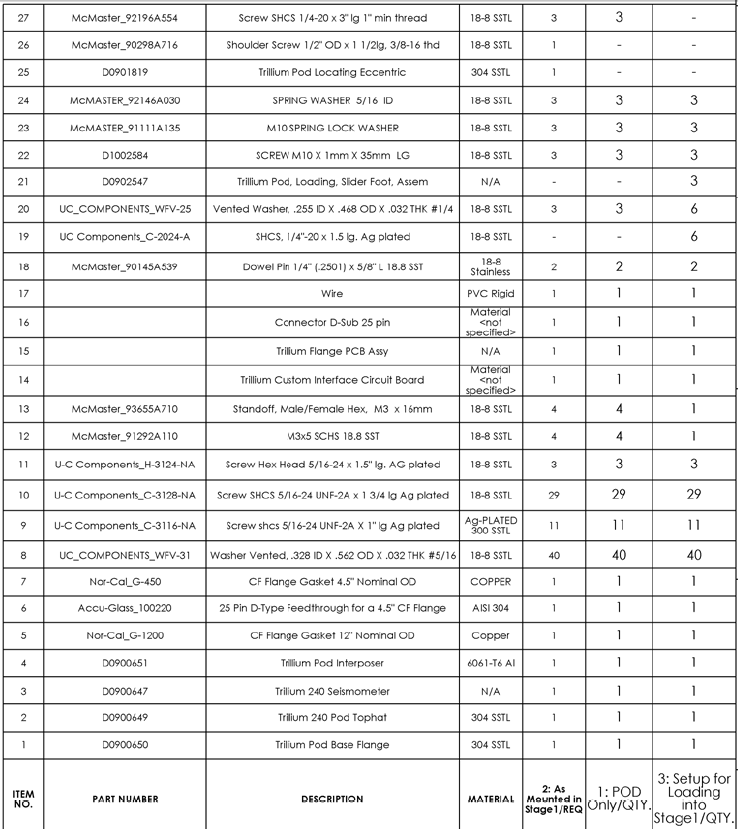 27 McMaster_92196A554 Screw SHCS 1/4-20 x 3" lg 1" min thread 18-8 SSTL 3 3 -
26 McMaster_90298A716 Shoulder Screw 1/2" OD x 1 1/2lg, 3/8-16 thd 18-8 SSTL 1 - -
25 D0901819 Trillium Pod Locating Eccentric 304 SSTL 1 - -
24 McMASTER_92146A030 SPRING WASHER 5/16 ID 18-8 SSTL 3 3 3
23 McMASTER_91111A135 M10 SPRING LOCK WASHER 18-8 SSTL 3 3 3
22 D1002584 SCREW M10 X 1mm X 35mm LG 18-8 SSTL 3 3 3
21 D0902547 Trillium Pod, Loading, Slider Foot, Assem N/A - - 3
20 UC_COMPONENTS_WFV-25 Vented Washer, .255 ID X .468 OD X .032 THK #1/4 18-8 SSTL 3 3 6
19 UC Components_C-2024-A SHCS, 1/4"-20 x 1.5 lg. Ag plated 18-8 SSTL - - 6
18 McMaster_90145A539 Dowel Pin 1/4" (.2501) x 5/8" L 18.8 SST 18-8 Stainless 2 2 2
17 Wire PVC Rigid 1 1 1
16 Connector D-Sub 25 pin Material <not specified> 1 1 1
15 Trillium Flange PCB Assy N/A 1 1 1
14 Trillium Custom Interface Circuit Board Material <not specified> 1 1 1
13 McMaster_93655A710 Standoff, Male/Female Hex, M3 x 16mm 18-8 SSTL 4 4 1
12 McMaster_91292A110 M3x5 SCHS 18.8 SST 18-8 SSTL 4 4 1
11 U-C Components_H-3124-NA Screw Hex Head 5/16-24 x 1.5" lg. AG plated 18-8 SSTL 3 3 3
10 U-C Components_C-3128-NA Screw SHCS 5/16-24 UNF-2A x 1 3/4 lg Ag plated 18-8 SSTL 29 29 29
9 U-C Components_C-3116-NA Screw shcs 5/16-24 UNF-2A X 1" lg Ag plated Ag-PLATED 300 SSTL 11 11 11
8 UC_COMPONENTS_WFV-31 Washer Vented, .328 ID X .562 OD X .032 THK #5/16 18-8 SSTL 40 40 40
7 Nor-Cal_G-450 CF Flange Gasket 4.5" Nominal OD COPPER 1 1 1
6 Accu-Glass_100220 25 Pin D-Type Feedthrough for a 4.5" CF Flange AISI 304 1 1 1
5 Nor-Cal_G-1200 CF Flange Gasket 12" Nominal OD Copper 1 1 1
4 D0900651 Trillium Pod Interposer 6061-T6 Al 1 1 1
3 D0900647 Trillium 240 Seismometer N/A 1 1 1
2 D0900649 Trillium 240 Pod Tophat 304 SSTL 1 1 1
1 D0900650 Trillium Pod Base Flange 304 SSTL 1 1 1
ITEM NO. PART NUMBER DESCRIPTION MATERIAL 2: As Mounted in Stage1/REQ 1: POD Only/QTY. 3: Setup for Loading into Stage1/QTY.